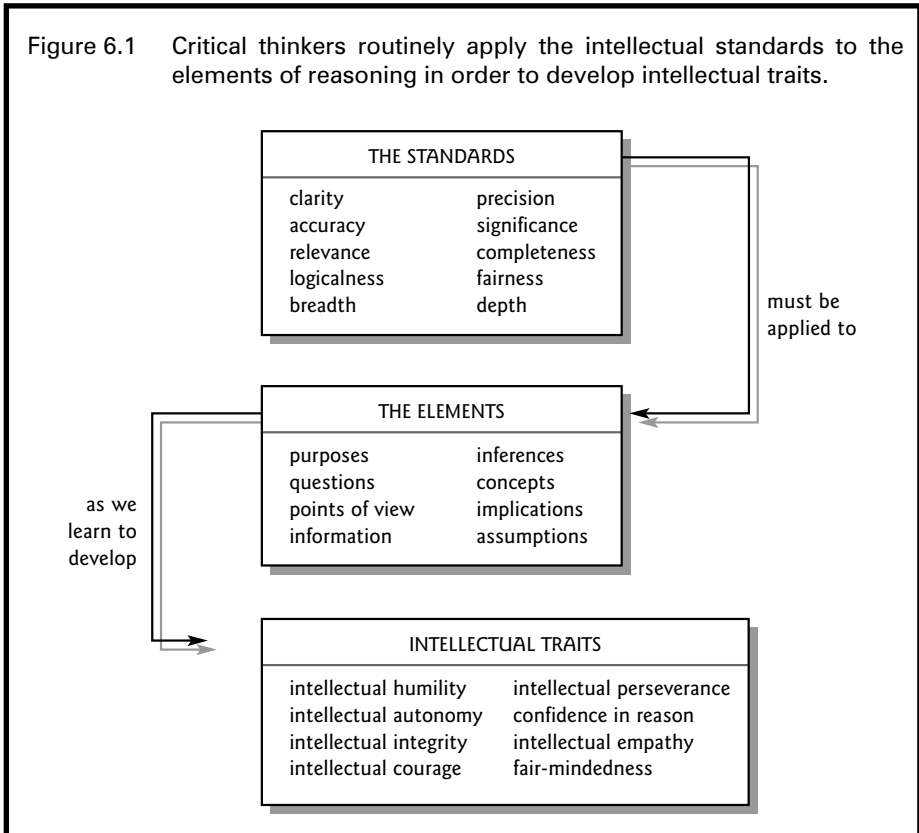 Figure 6.1 Critical thinkers routinely apply the intellectual standards to the
elements of reasoning in order to develop intellectual traits.
THE STANDARDS
clarity precision
accuracy significance
relevance completeness
logicalness fairness
breadth depth
must be
applied to
THE ELEMENTS
purposes inferences
questions concepts
points of view implications
information assumptions
as we
learn to
develop
INTELLECTUAL TRAITS
intellectual humility intellectual perseverance
intellectual autonomy confidence in reason
intellectual integrity intellectual empathy
intellectual courage fair-mindedness